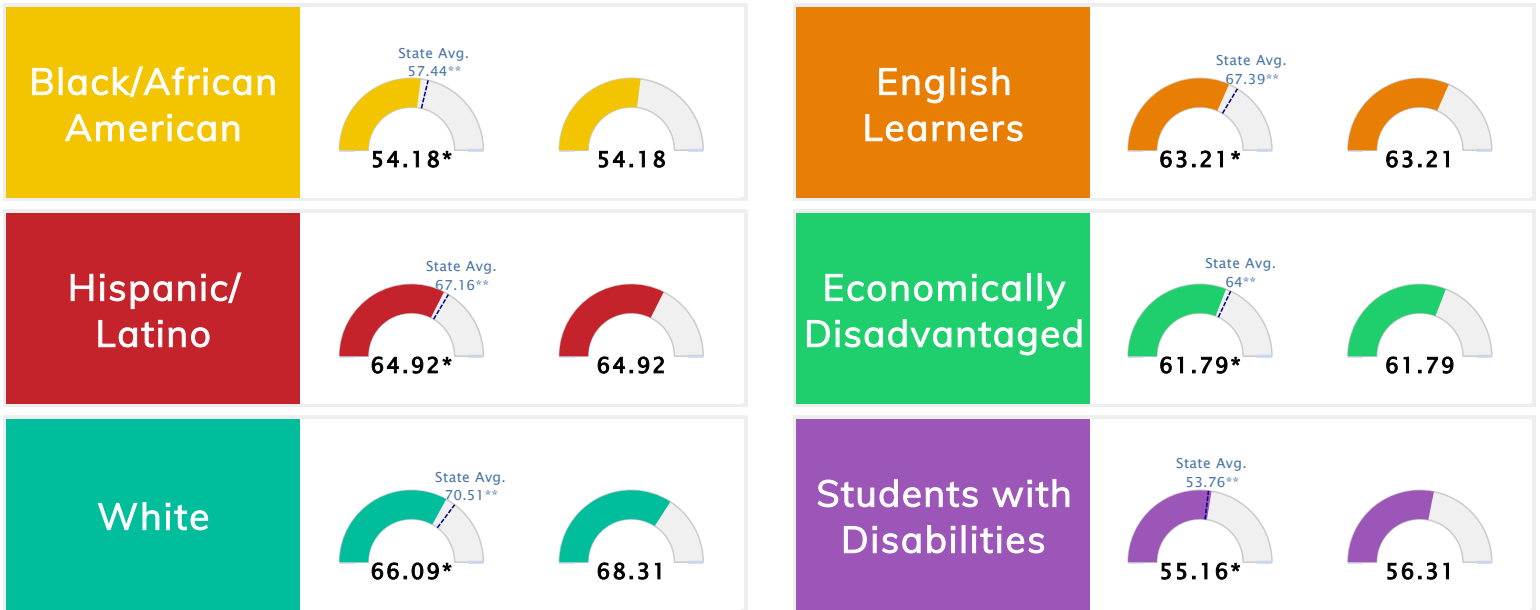 Black/African
American
State Avg.
57.44**
54.18*
54.18
English
Learners
State Avg.
67.39**
63.21*
63.21
Hispanic/
Latino
State Avg.
67.16**
64.92*
64.92
Economically
Disadvantaged
State Avg.
64**
61.79*
61.79
White
State Avg.
70.51**
66.09*
68.31
Students with
Disabilities
State Avg.
53.76**
55.16*
56.31